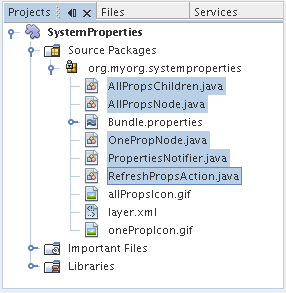 Projects Files Services
SystemProperties
Source Packages
org.myorg.systemproperties
AllPropsChildren.java
AllPropsNode.java
Bundle.properties
OnePropNode.java
PropertiesNotifier.java
RefreshPropsAction.java
allPropsIcon.gif
layer.xml
onePropIcon.gif
Important Files
Libraries